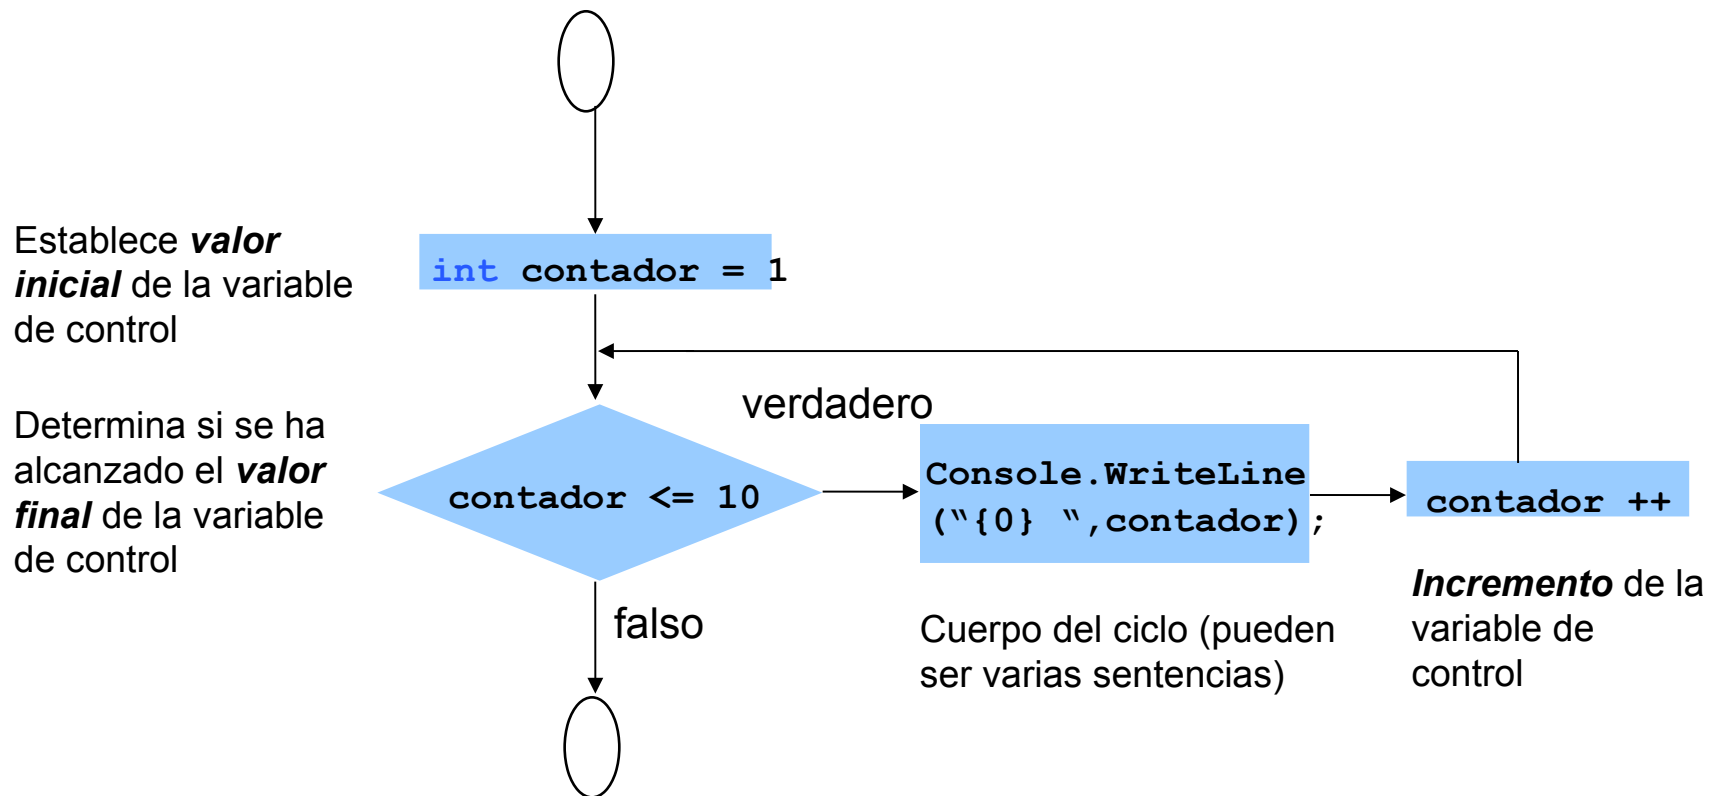 Establece valor
inicial de la variable
de control
int contador = 1
Determina si se ha
alcanzado el valor
final de la variable
de control
contador <= 10
verdadero
Console.WriteLine
(“{0} “,contador);
contador ++
falso
Cuerpo del ciclo (pueden
ser varias sentencias)
Incremento de la
variable de
control